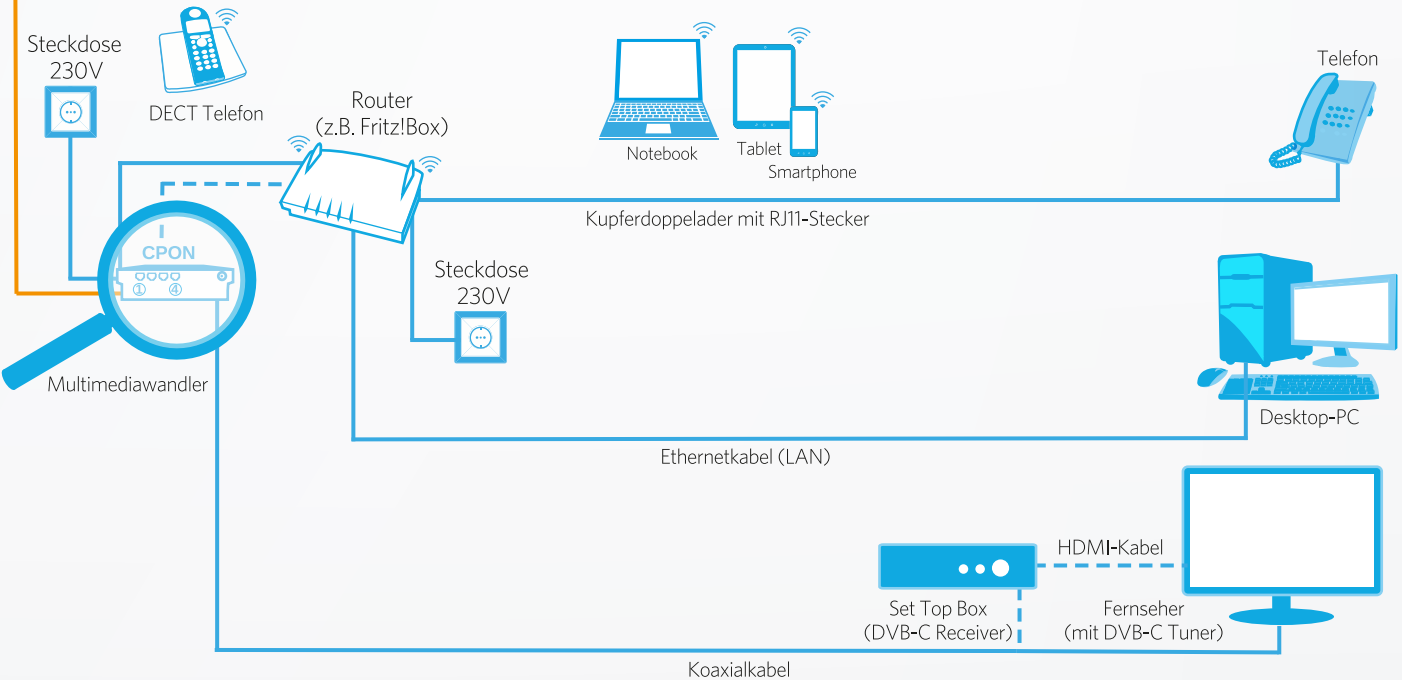 Steckdose
230V
DECT Telefon
Router
(z.B. Fritz!Box)
Notebook
Tablet
Smartphone
Telefon
Kupferdoppelader mit RJ11-Stecker
CPON
① ④
Multimediawandler
Steckdose
230V
Desktop-PC
Ethernetkabel (LAN)
HDMI-Kabel
Set Top Box
(DVB-C Receiver)
Fernseher
(mit DVB-C Tuner)
Koaxialkabel